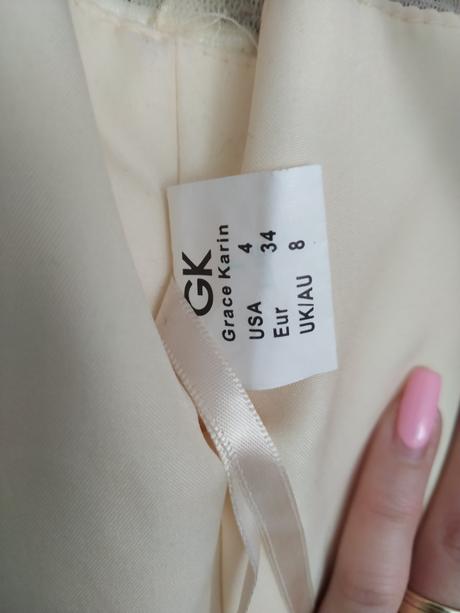 GK
Grace Karin
USA 4
Eur 34
UK/AU 8